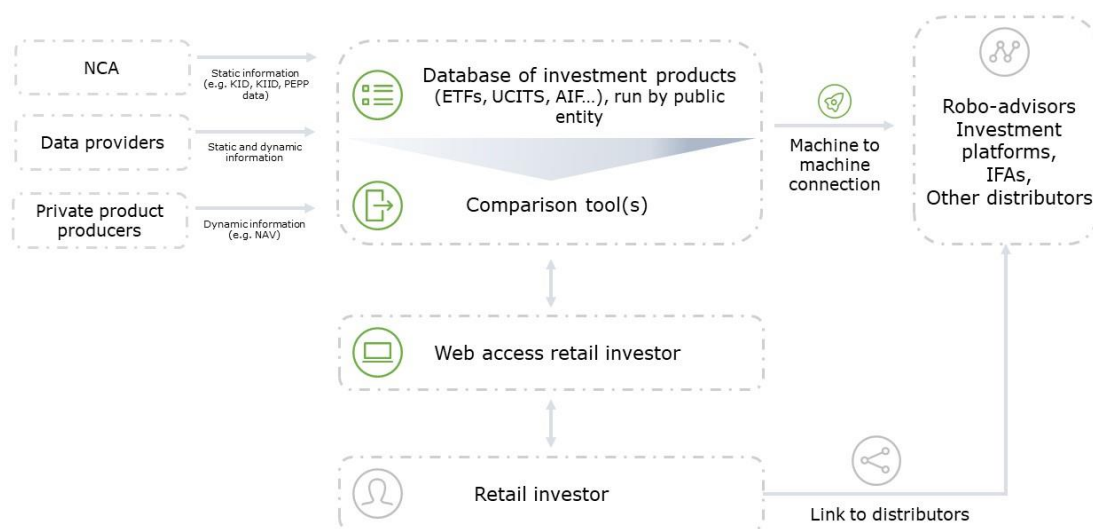 NCA
Static information
(e.g. KID, KIID, PEPP
data)
Data providers
Static and dynamic
information
Private product
producers
Dynamic information
(e.g. NAV)
Database of investment products
(ETFs, UCITS, AIF...), run by public
entity
Comparison tool(s)
Machine to
machine
connection
Robo-advisors
Investment
platforms,
IFAs,
Other distributors
Web access retail investor
Retail investor
Link to distributors